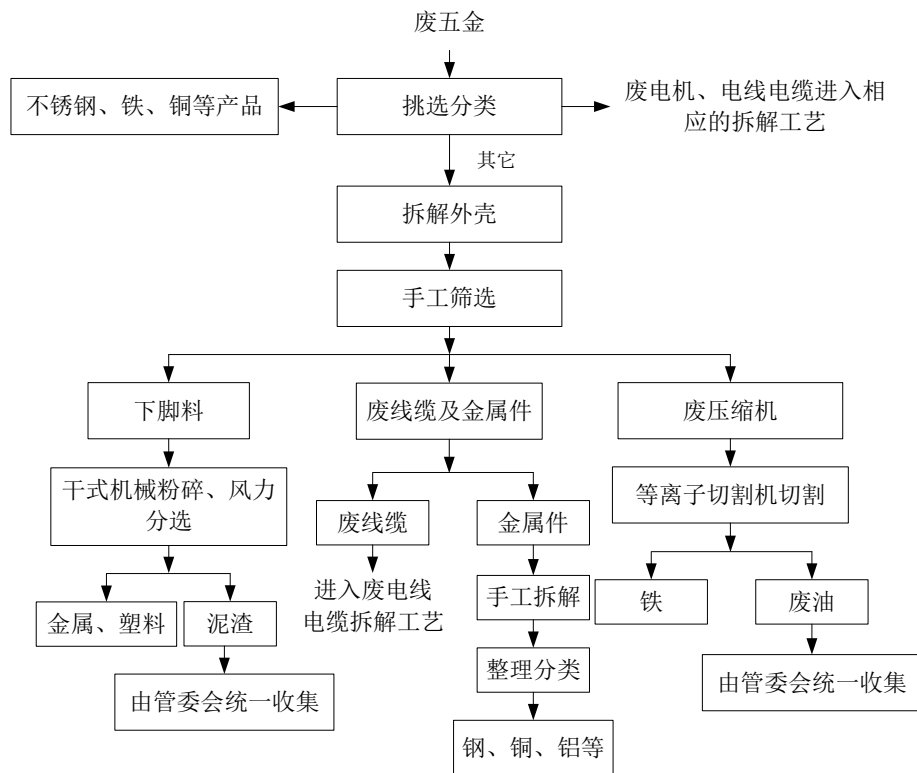 废五金
不锈钢、铁、铜等产品
挑选分类
废电机、电线电缆进入相
应的拆解工艺
其它
拆解外壳
手工筛选
下脚料
废线缆及金属件
废压缩机
干式机械粉碎、风力
分选
等离子切割机切割
废线缆
金属件
进入废电线
电缆拆解工艺
手工拆解
金属、塑料
泥渣
铁
废油
整理分类
由管委会统一收集
由管委会统一收集
钢、铜、铝等